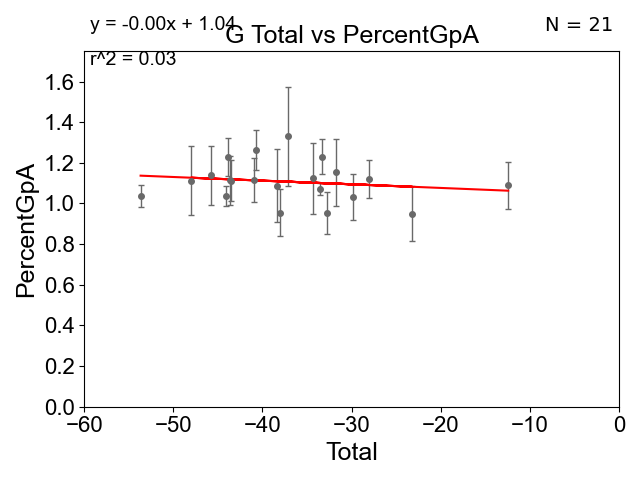 y = -0.00x + 1.04
G Total vs PercentGpA
N = 21
r^2 = 0.03
PercentGpA
1.6
1.4
1.2
1.0
0.8
0.6
0.4
0.2
0.0
−60 −50 −40 −30 −20 −10 0
Total